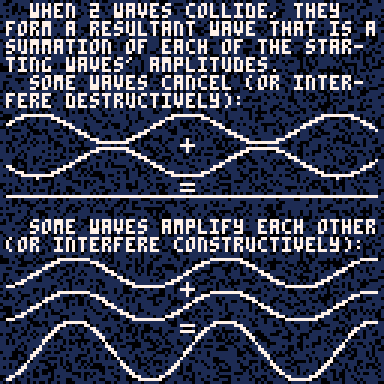 WHEN 2 WAVES COLLIDE, THEY
FORM A RESULTANT WAVE THAT IS A
SUMMATION OF EACH OF THE STAR-
TING WAVES' AMPLITUDES.
SOME WAVES CANCEL (OR INTER-
FERE DESTRUCTIVELY):
+
=
SOME WAVES AMPLIFY EACH OTHER
(OR INTERFERE CONSTRUCTIVELY):
+
=